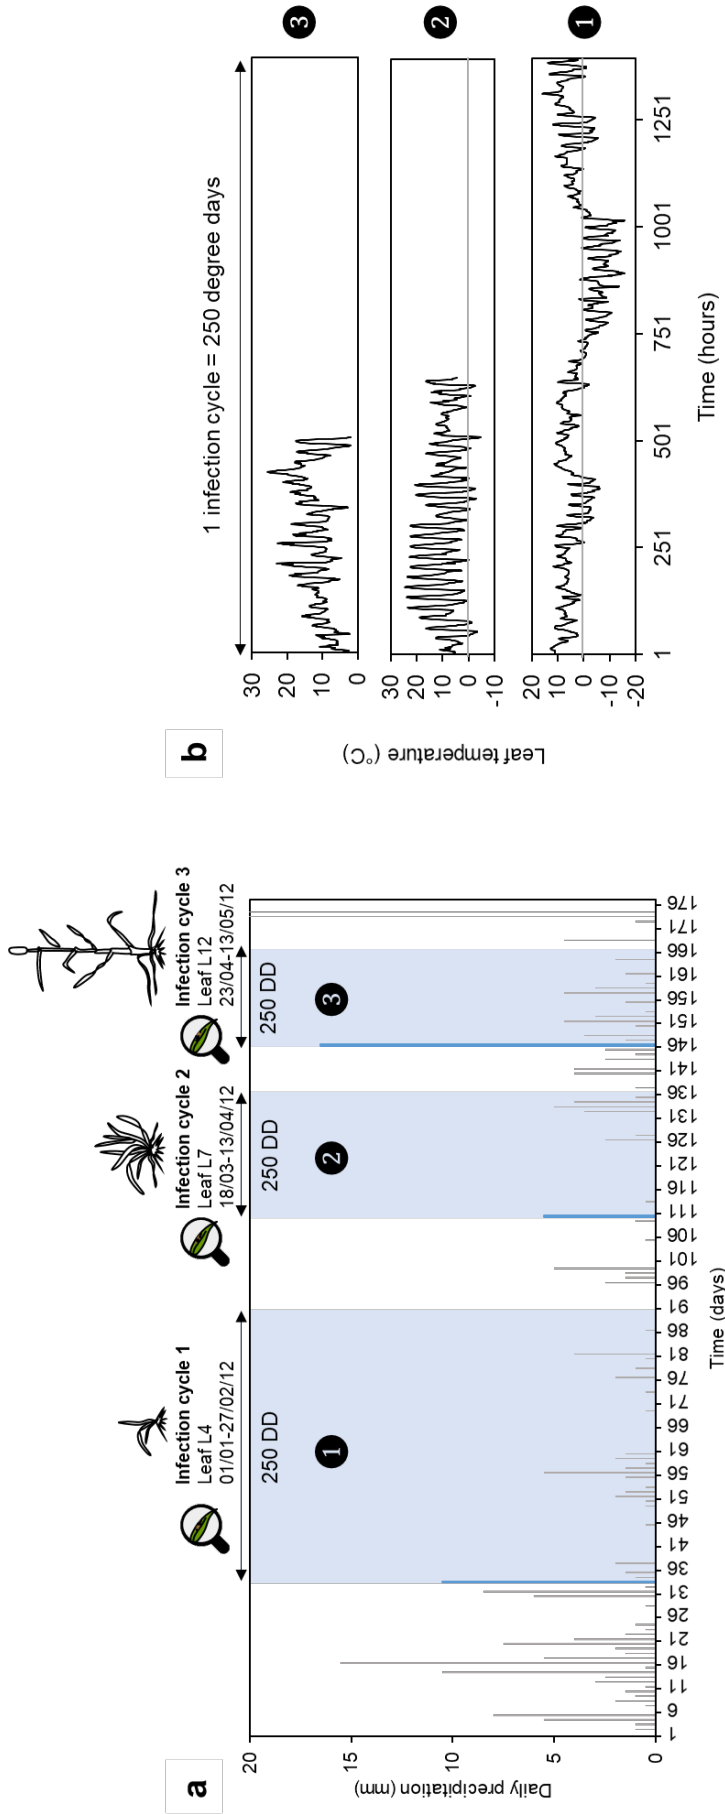 a
Infection cycle 1
Leaf L4
01/01-27/02/12
Infection cycle 2
Leaf L7
18/03-13/04/12
Infection cycle 3
Leaf L12
23/04-13/05/12
250 DD
250 DD
250 DD
1
2
3
Daily precipitation (mm)
20
15
10
5
0
1 6 11 16 21 26 31 36 41 46 51 56 61 66 71 76 81 86 91 96 101 106 111 116 121 126 131 136 141 146 151 156 161 166 171 176
Time (days)
b
1 infection cycle = 250 degree days
Leaf temperature (°C)
30
20
10
0
3
30
20
10
0
-10
2
20
10
0
-10
-20
1
1 251 501 751 1001 1251
Time (hours)